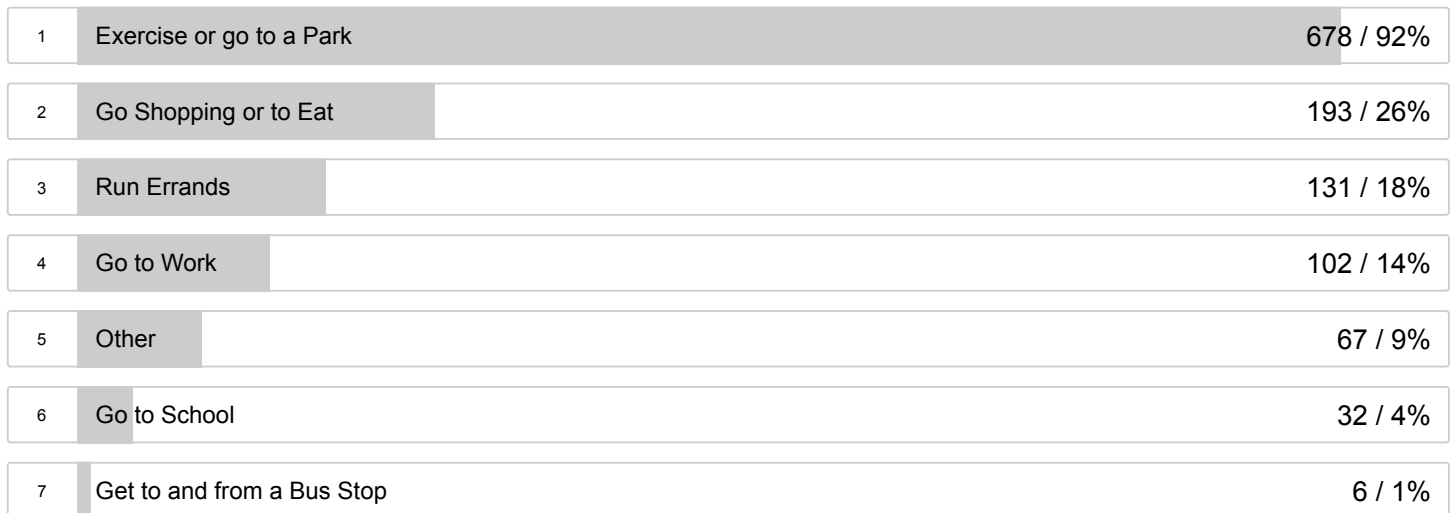 1 Exercise or go to a Park 678 / 92%
2 Go Shopping or to Eat 193 / 26%
3 Run Errands 131 / 18%
4 Go to Work 102 / 14%
5 Other 67 / 9%
6 Go to School 32 / 4%
7 Get to and from a Bus Stop 6 / 1%